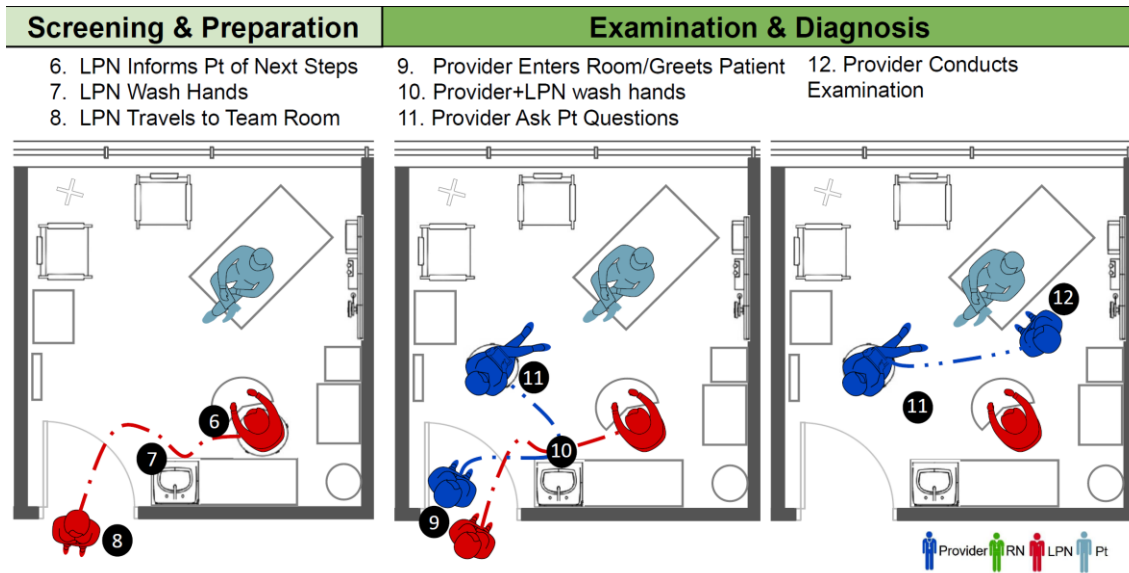 Screening & Preparation
Examination & Diagnosis
6. LPN Informs Pt of Next Steps
7. LPN Wash Hands
8. LPN Travels to Team Room
9. Provider Enters Room/Greets Patient
10. Provider+LPN wash hands
11. Provider Ask Pt Questions
12. Provider Conducts
Examination
6
7
8
11
10
9
12
11
Provider RN LPN Pt